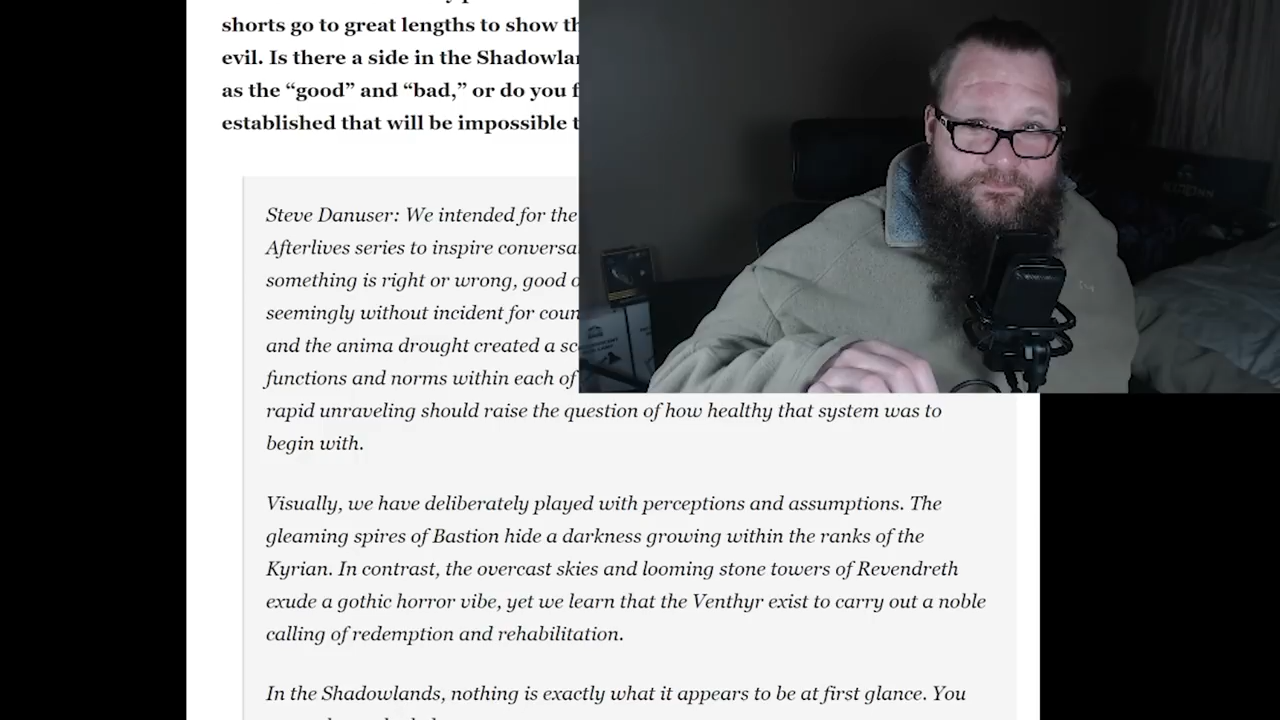 shorts go to great lengths to show
evil. Is there a side in the
as the “good” and “bad,” or do you
established that will be impossible
Steve Danuser: We intended for the
Afterlives series to inspire
something is right or wrong, good
seemingly without incident for
and the anima drought created a
functions and norms within each of
rapid unraveling should raise the question of how healthy that system was to
begin with.
Visually, we have deliberately played with perceptions and assumptions. The
gleaming spires of Bastion hide a darkness growing within the ranks of the
Kyrian. In contrast, the overcast skies and looming stone towers of Revendreth
exude a gothic horror vibe, yet we learn that the Venthyr exist to carry out a noble
calling of redemption and rehabilitation.
In the Shadowlands, nothing is exactly what it appears to be at first glance. You